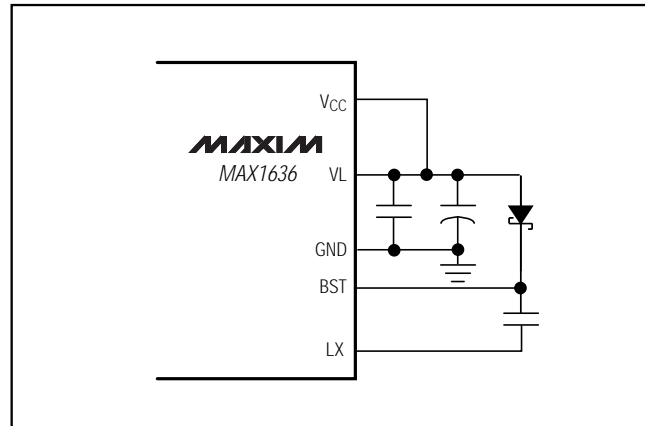 VCC
MAXIM
MAX1636
VL
GND
BST
LX